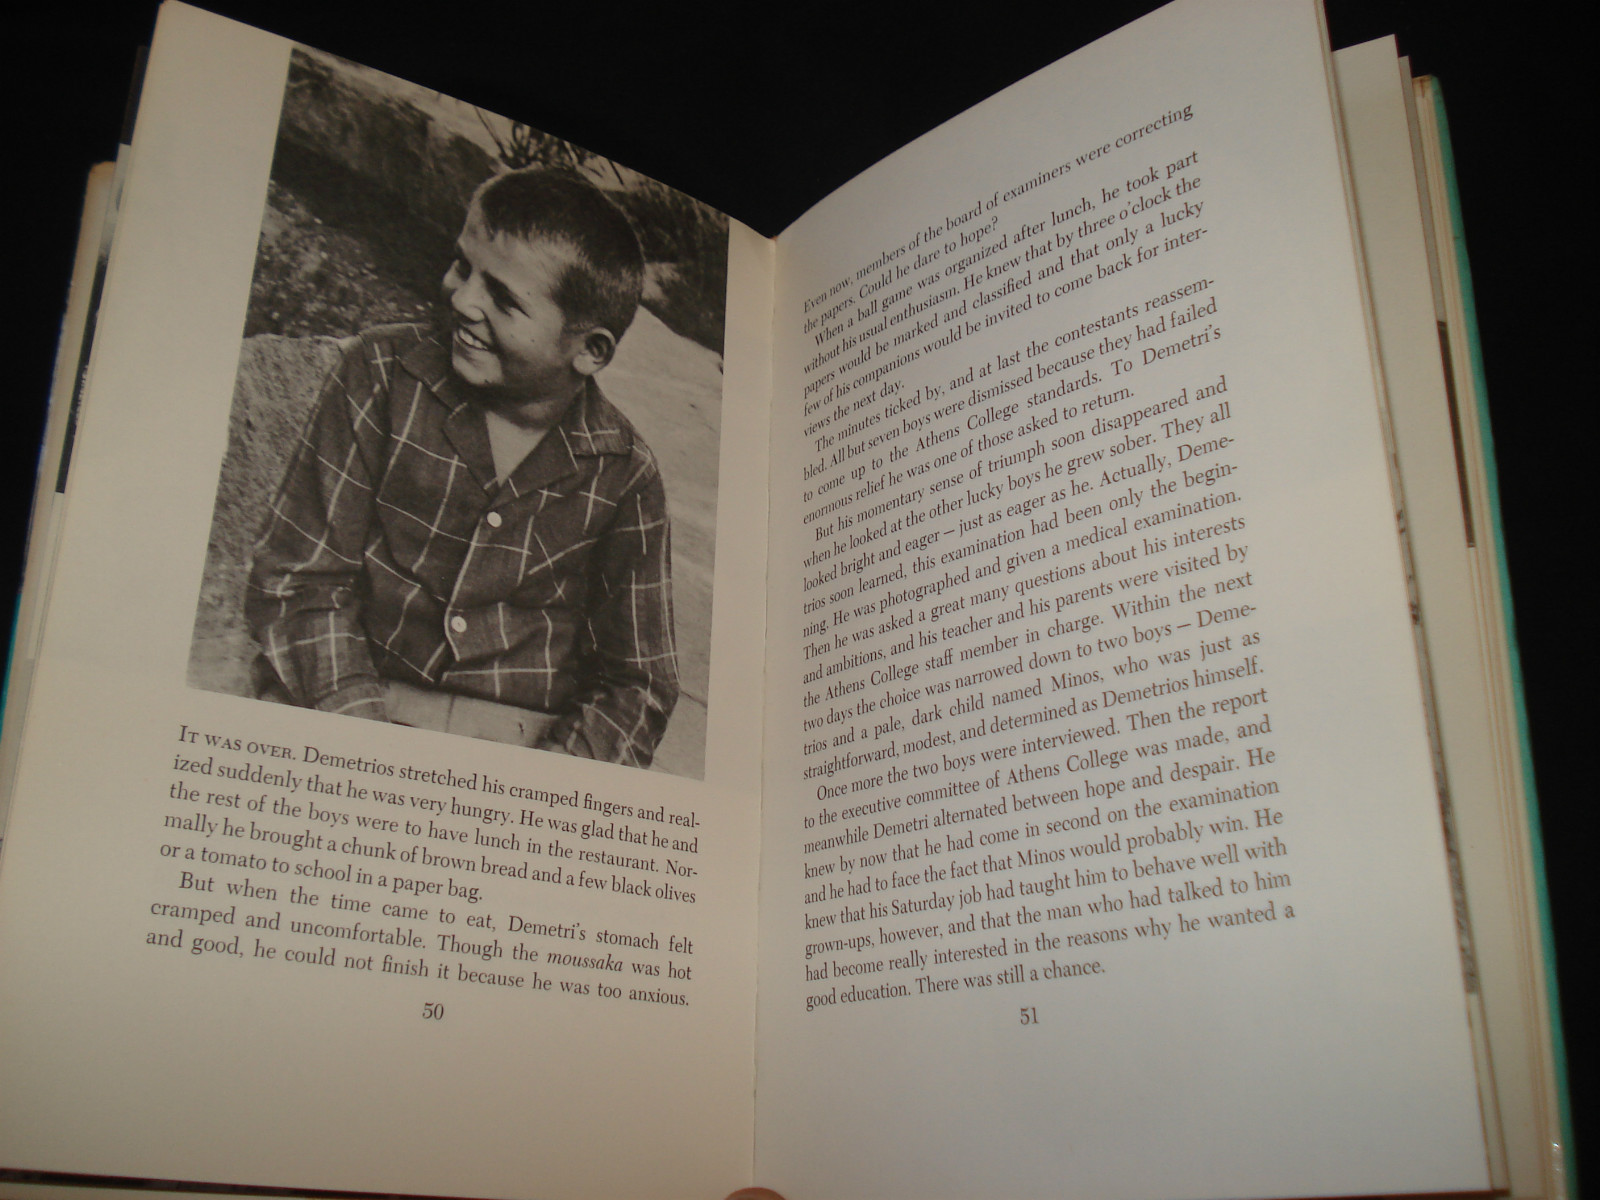 IT WAS OVER. Demetrios stretched his cramped fingers and real-
ized suddenly that he was very hungry. He was glad that he and
the rest of the boys were to have lunch in the restaurant. Nor-
mally he brought a chunk of brown bread and a few black olives
or a tomato to school in a paper bag.
But when the time came to eat, Demetri's stomach felt
cramped and uncomfortable. Though the moussaka was hot
and good, he could not finish it because he was too anxious.
50
Even now, members of the board of examiners were correcting
the papers. Could he dare to hope?
When a ball game was organized after lunch, he took part
without his usual enthusiasm. He knew that by three o'clock the
papers would be marked and classified and that only a lucky
few of his companions would be invited to come back for inter-
views the next day.
The minutes ticked by, and at last the contestants reassem-
bled. All but seven boys were dismissed because they had failed
to come up to the Athens College standards. To Demetri's
enormous relief he was one of those asked to return.
But his momentary sense of triumph soon disappeared and
when he looked at the other lucky boys he grew sober. They all
looked bright and eager — just as eager as he. Actually, Deme-
trios soon learned, this examination had been only the begin-
ning. He was photographed and given a medical examination.
Then he was asked a great many questions about his interests
and ambitions, and his teacher and his parents were visited by
the Athens College staff member in charge. Within the next
two days the choice was narrowed down to two boys — Deme-
trios and a pale, dark child named Minos, who was just as
straightforward, modest, and determined as Demetrios himself.
Once more the two boys were interviewed. Then the report
to the executive committee of Athens College was made, and
meanwhile Demetri alternated between hope and despair. He
knew by now that he had come in second on the examination
and he had to face the fact that Minos would probably win. He
knew that his Saturday job had taught him to behave well with
grown-ups, however, and that the man who had talked to him
had become really interested in the reasons why he wanted a
good education. There was still a chance.
51